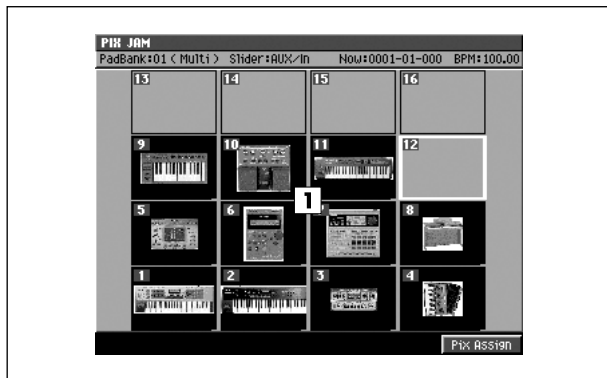 PIX JAM
PadBank:01 (Multi) Slider:AUX/In Now:0001-01-000 BPM:100.00
13 14 15 16
9 10 11 12
1
5 6 8
1 2 3 4
Pix Assign